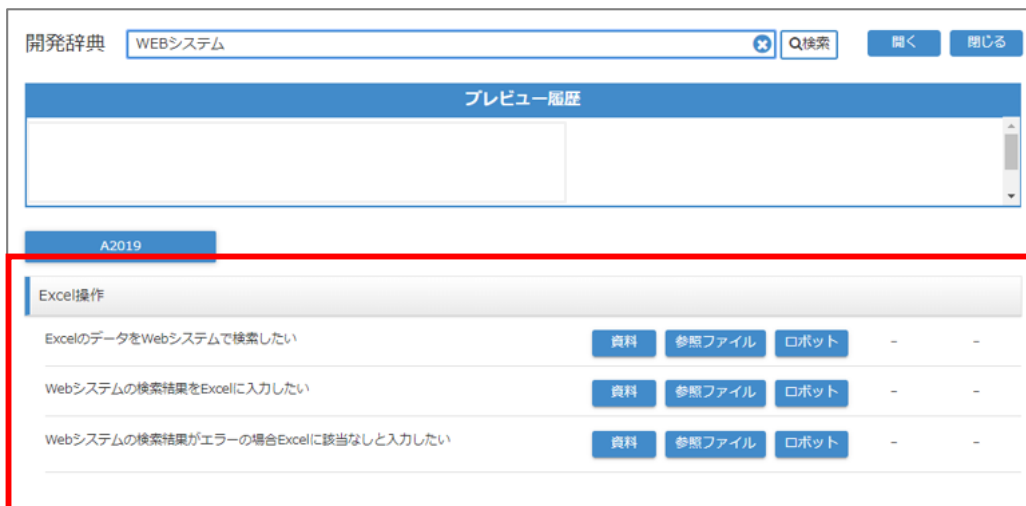 開発辞典 WEBシステム 検索 開く 閉じる
プレビュー履歴
A2019
Excel操作
ExcelのデータをWebシステムで検索したい 資料 参照ファイル ロボット - -
Webシステムの検索結果をExcelに入力したい 資料 参照ファイル ロボット - -
Webシステムの検索結果がエラーの場合Excelに該当なしと入力したい 資料 参照ファイル ロボット - -